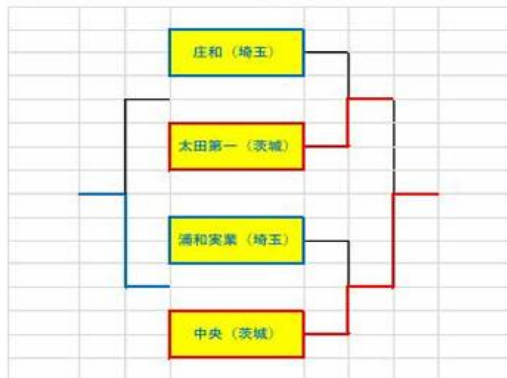 庄和（埼玉）
太田第一（茨城）
浦和実業（埼玉）
中央（茨城）